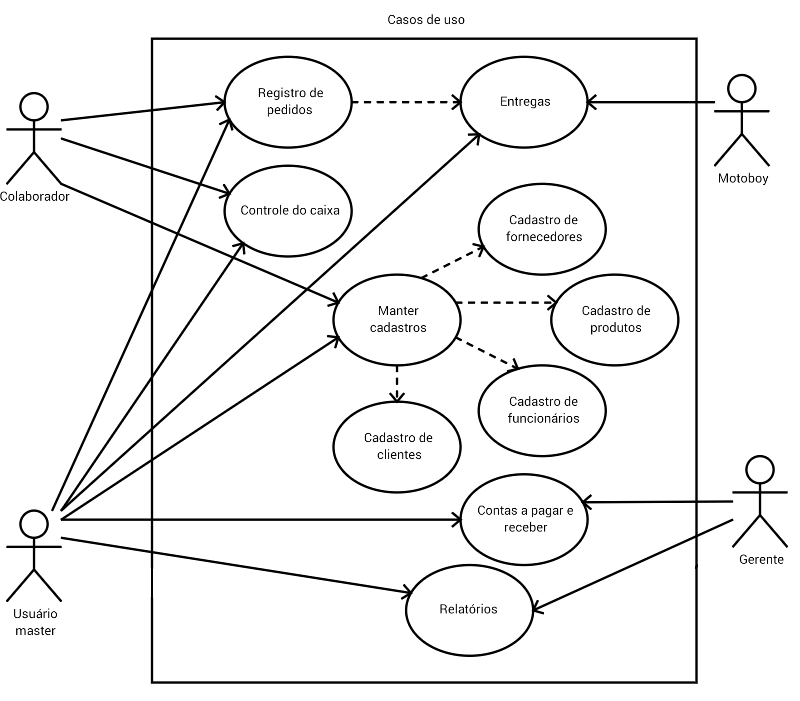 Casos de uso
Registro de
pedidos
Entregas
Colaborador
Motoboy
Controle do caixa
Cadastro de
fornecedores
Manter
cadastros
Cadastro de
produtos
Cadastro de
funcionários
Cadastro de
clientes
Contas a pagar e
receber
Gerente
Usuário
master
Relatórios